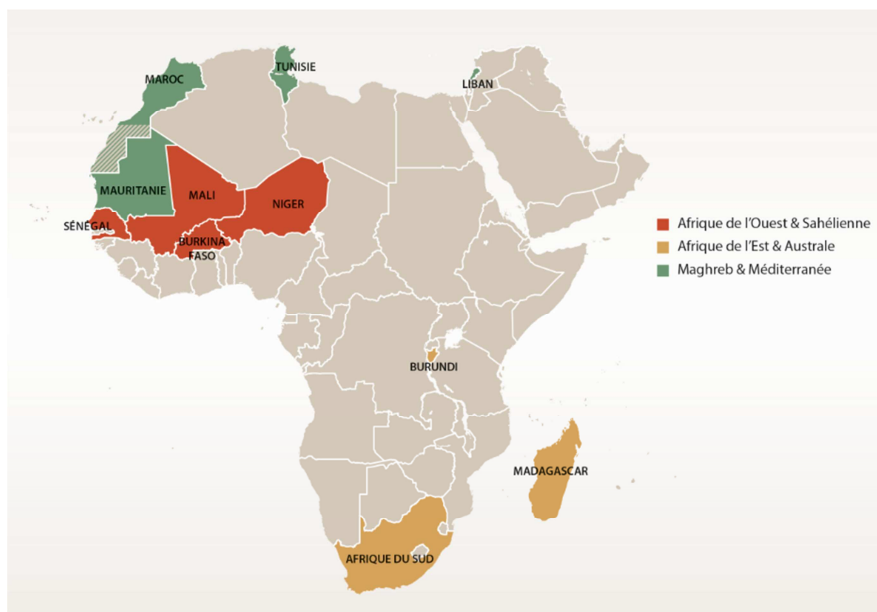 MAROC
TUNISIE
LIBAN
MAURITANIE
MALI
NIGER
SÉNÉGAL
BURKINA
FASO
Afrique de l'Ouest & Sahélienne
Afrique de l'Est & Australe
Maghreb & Méditerranée
BURUNDI
MADAGASCAR
AFRIQUE DU SUD